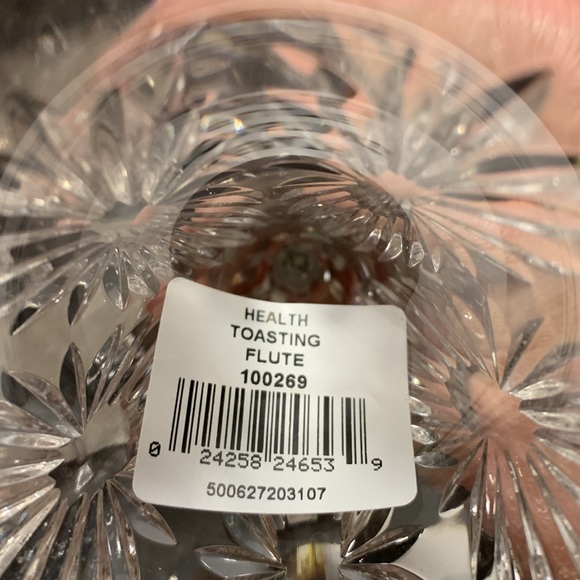 HEALTH
TOASTING
FLUTE
100269
0 24258 24653 9
500627203107